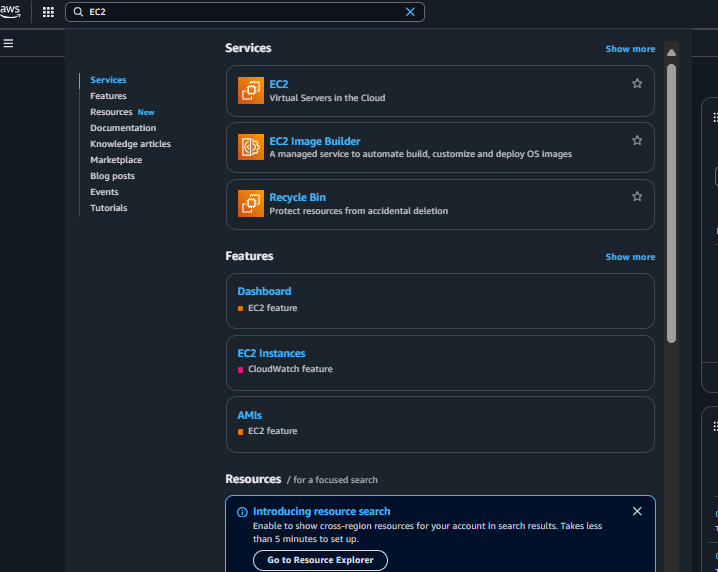 aws
EC2
Services
Features
Resources New
Documentation
Knowledge articles
Marketplace
Blog posts
Events
Tutorials
Services
Show more
EC2
Virtual Servers in the Cloud
EC2 Image Builder
A managed service to automate build, customize and deploy OS images
Recycle Bin
Protect resources from accidental deletion
Features
Show more
Dashboard
EC2 feature
EC2 Instances
CloudWatch feature
AMIs
EC2 feature
Resources / for a focused search
Introducing resource search
Enable to show cross-region resources for your account in search results. Takes less
than 5 minutes to set up.
Go to Resource Explorer